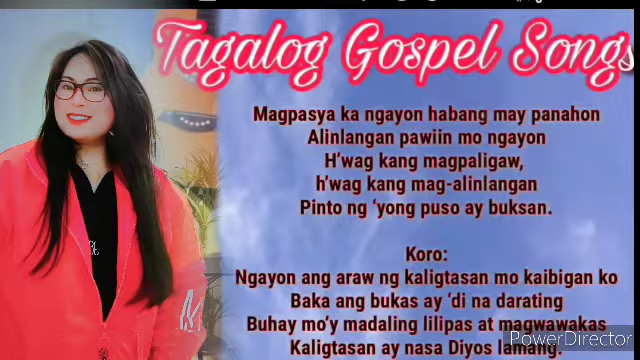 Tagalog Gospel Songs
Magpasya ka ngayon habang may panahon
Alinlangan pawiin mo ngayon
H'wag kang magpaligaw,
h'wag kang mag-alinlangan
Pinto ng ‘yong puso ay buksan.
Koro:
Ngayon ang araw ng kaligtasan mo kaibigan ko
Baka ang bukas ay ‘di na darating
Buhay mo'y madaling lilipas at magwawakas
Kaligtasan ay nasa Diyos lamang.
PowerDirector